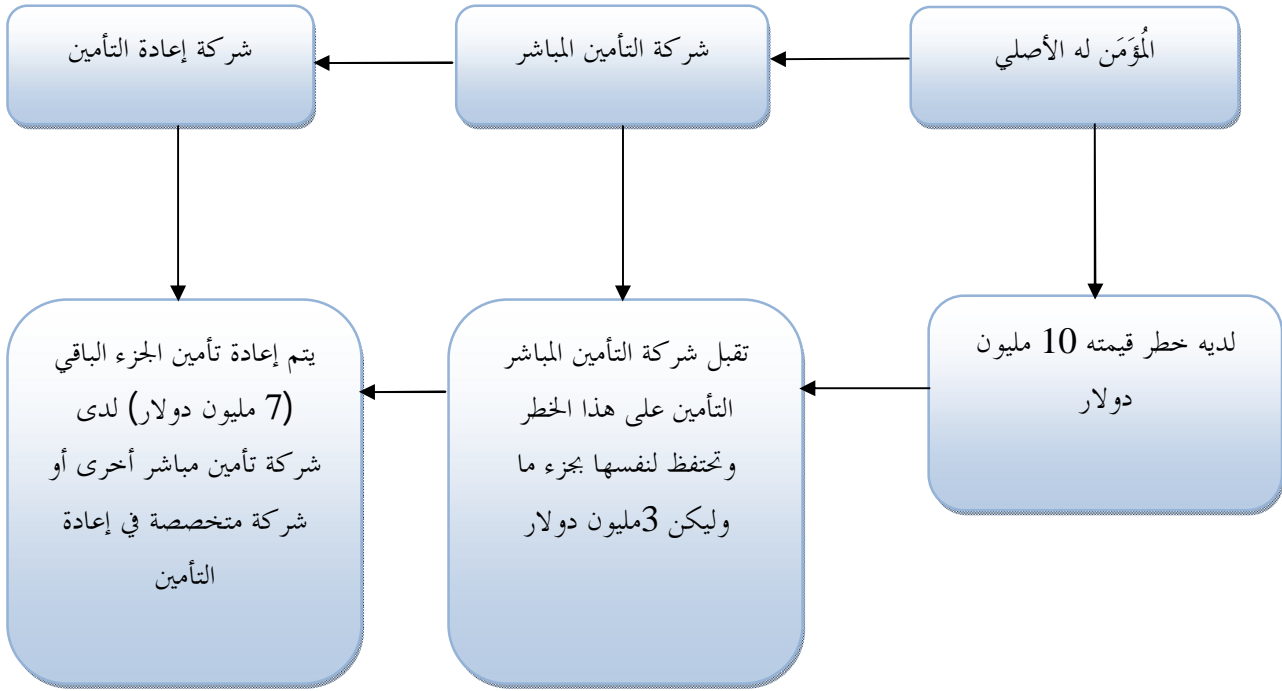 المُؤَمَن له الأصلي
شركة التأمين المباشر
شركة إعادة التأمين
لديه خطر قيمته 10 مليون
دولار
تقبل شركة التأمين المباشر
التأمين على هذا الخطر
وتحتفظ لنفسها بجزء ما
وليكن 3مليون دولار
يتم إعادة تأمين الجزء الباقي
(7 مليون دولار) لدى
شركة تأمين مباشر أخرى أو
شركة متخصصة في إعادة
التأمين